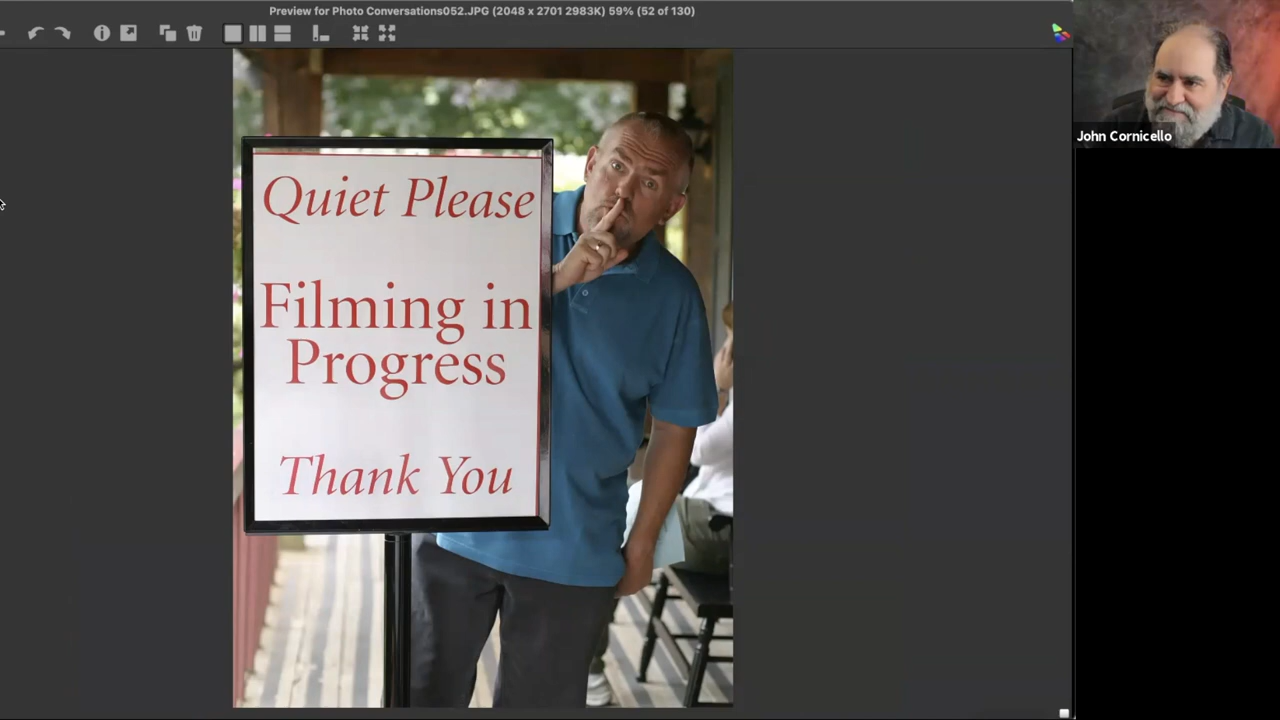 Preview for Photo Conversations052.JPG (2048 x 2701 2983K) 59% (52 of 130)
John Cornicello
Quiet Please
Filming in
Progress
Thank You